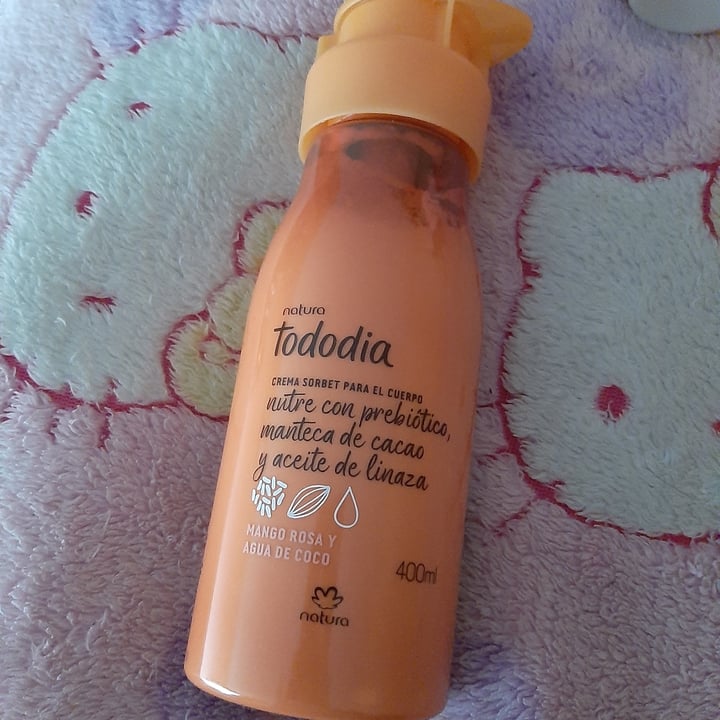 natura
tododia
CREMA SORBET PARA EL CUERPO
nutre con prebiótico,
manteca de cacao
y aceite de linaza
MANGO ROSA Y
AGUA DE COCO
400ml
natura